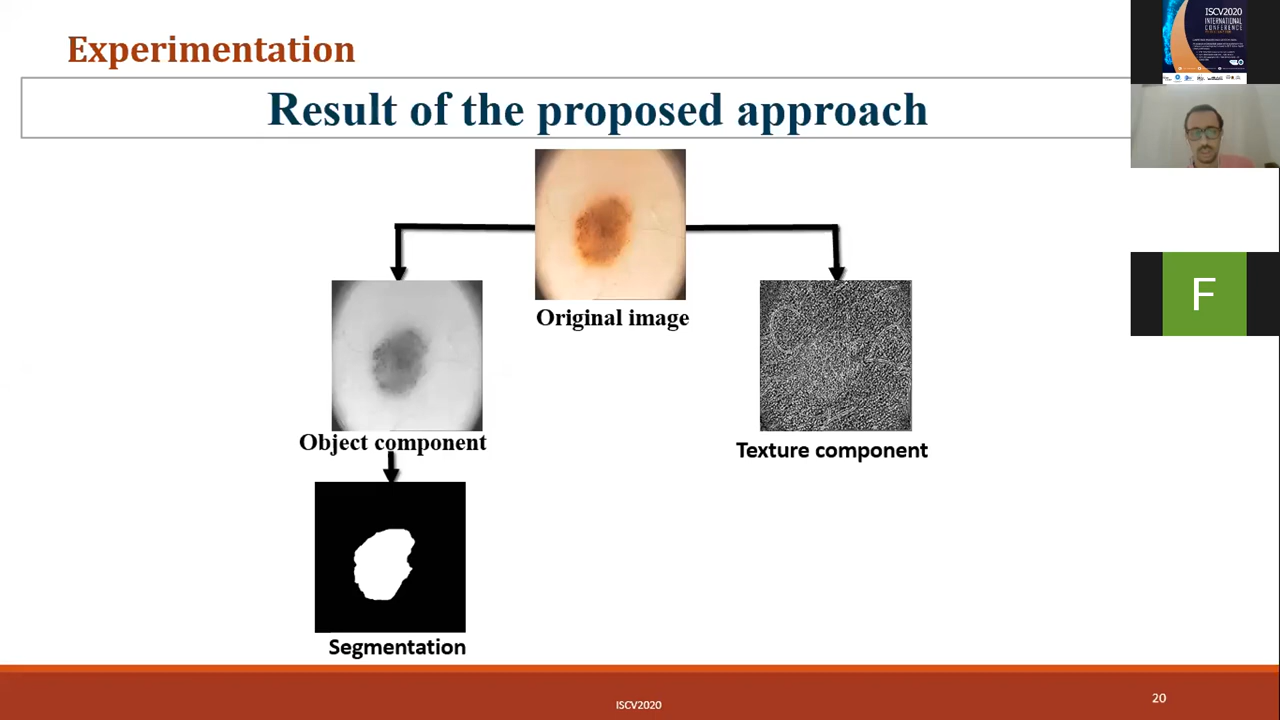 Experimentation
Result of the proposed approach
Original image
Object component
Texture component
Segmentation
ISCV2020
20
ISCV2020
INTERNATIONAL
CONFERENCE
F